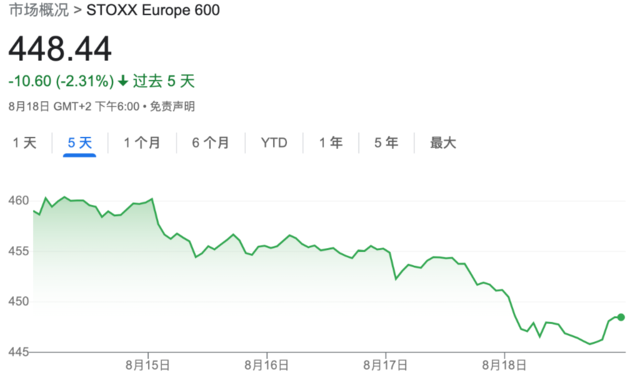 市场概况 > STOXX Europe 600
448.44
-10.60 (-2.31%) ↓ 过去 5 天
8月18日 GMT+2 下午6:00 • 免责声明
1 天 5 天 1 个月 6 个月 YTD 1 年 5 年 最大
460
455
450
445
8月15日 8月16日 8月17日 8月18日